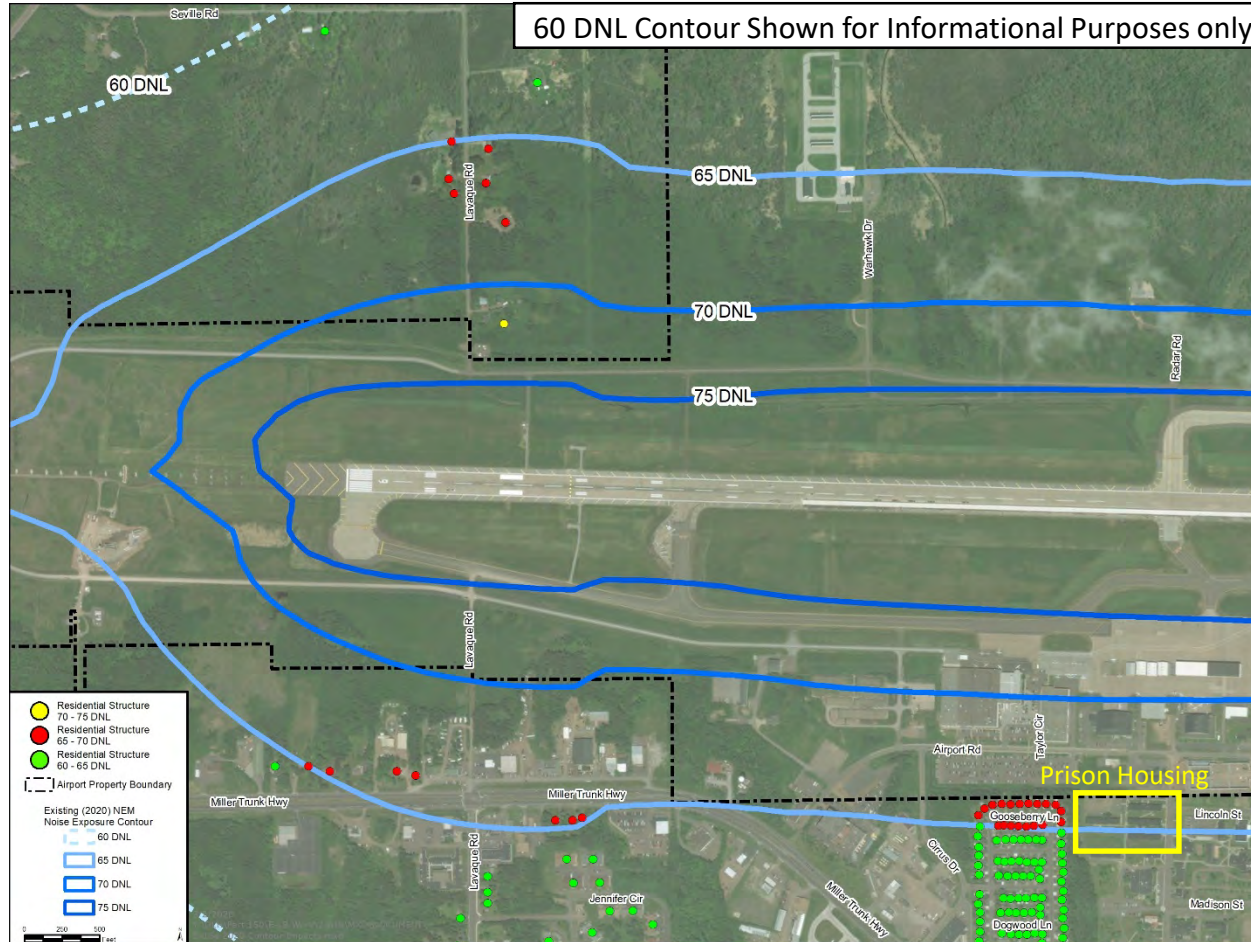 Seville Rd
60 DNL Contour Shown for Informational Purposes only
60 DNL
Lavaque Rd
65 DNL
Warhawk Dr
70 DNL
Radar Rd
75 DNL
Lavaque Rd
Residential Structure
70 - 75 DNL
Residential Structure
65 - 70 DNL
Residential Structure
60 - 65 DNL
Airport Property Boundary
Existing (2020) NEM
Noise Exposure Contour
60 DNL
65 DNL
70 DNL
75 DNL
0 250 500
Feet
Taylor Cir
Airport Rd
Prison Housing
Miller Trunk Hwy
Miller Trunk Hwy
Gooseberry Ln
Lincoln St
Cirrus Dr
Lavaque Rd
Jennifer Cir
Miller Trunk Hwy
Madison St
Dogwood Ln